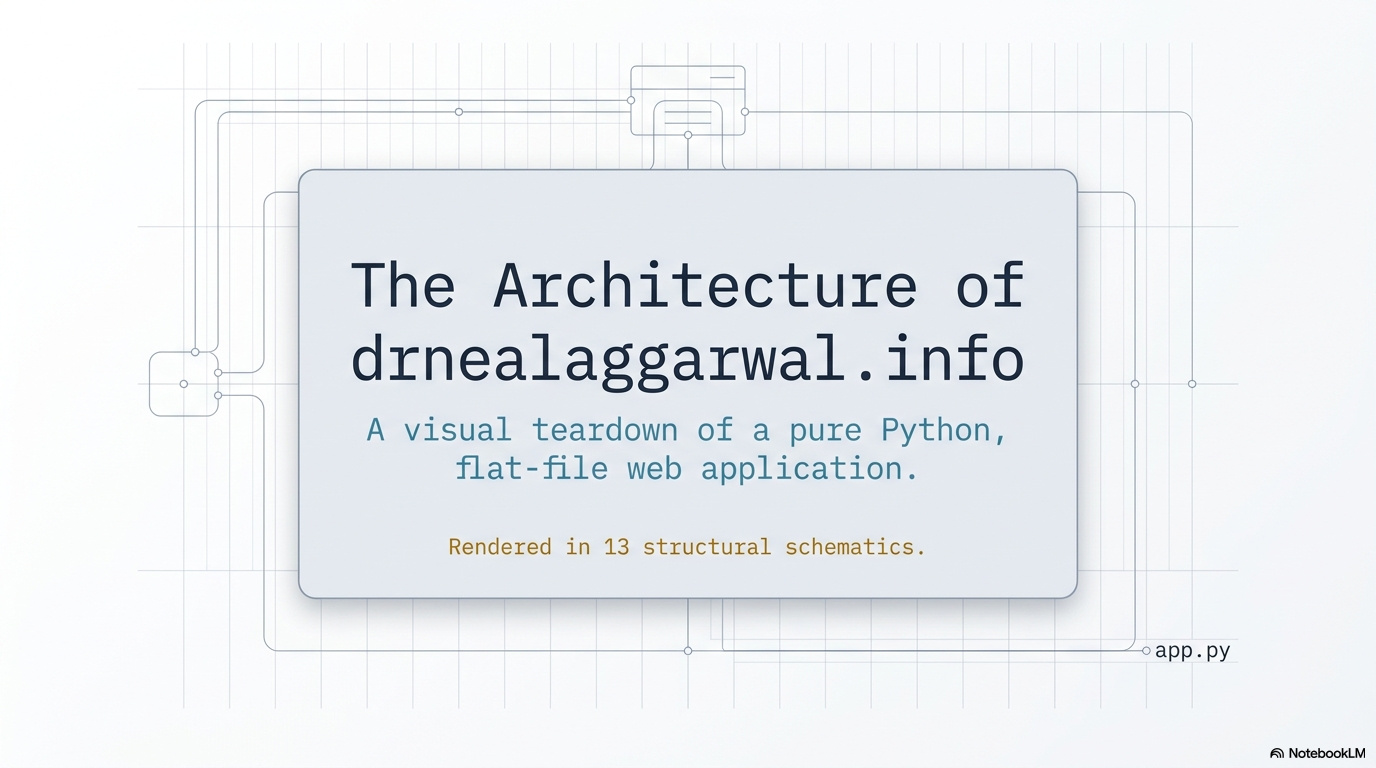 The Architecture of
drnealaggarwal.info
A visual teardown of a pure Python,
flat-file web application.
Rendered in 13 structural schematics.
app.py
NotebookLM